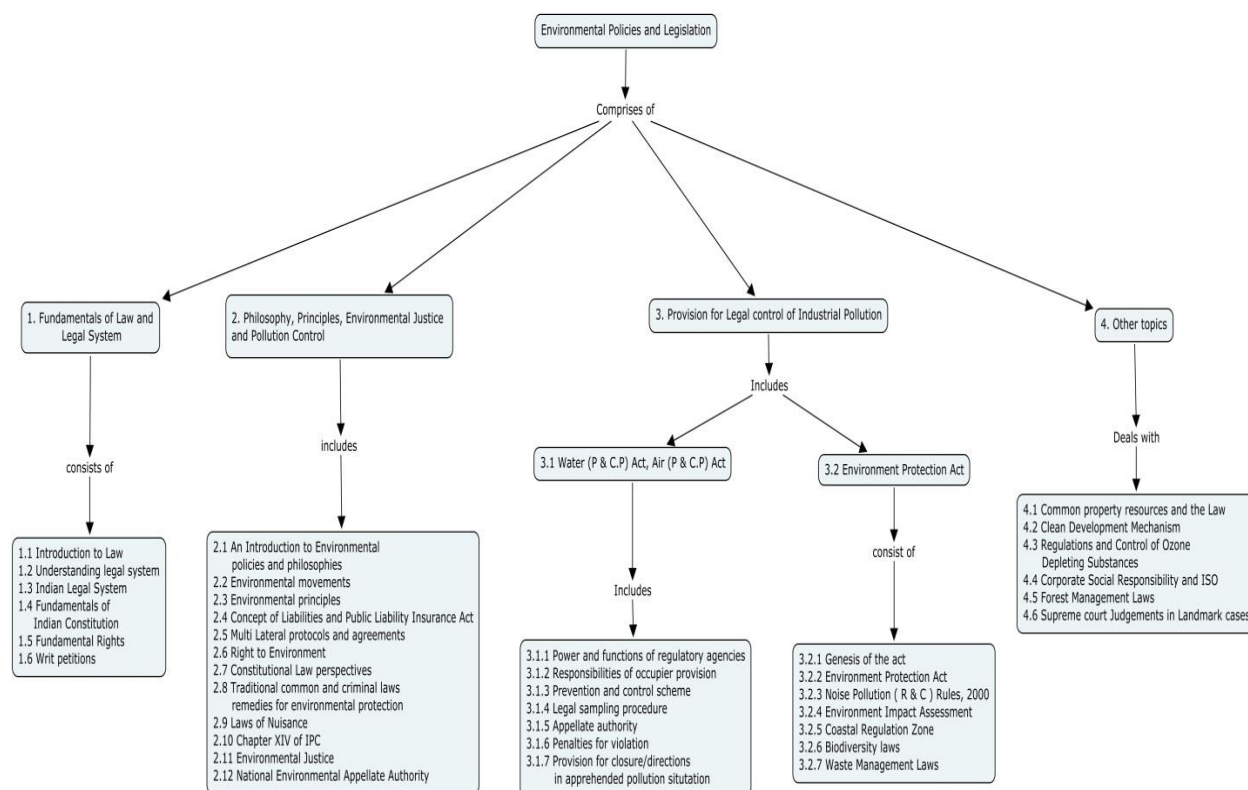 Environmental Policies and Legislation
Comprises of
1. Fundamentals of Law and
Legal System
consists of
1.1 Introduction to Law
1.2 Understanding legal system
1.3 Indian Legal System
1.4 Fundamentals of
Indian Constitution
1.5 Fundamental Rights
1.6 Writ petitions
2. Philosophy, Principles, Environmental Justice
and Pollution Control
includes
2.1 An Introduction to Environmental
policies and philosophies
2.2 Environmental movements
2.3 Environmental principles
2.4 Concept of Liabilities and Public Liability Insurance Act
2.5 Multi Lateral protocols and agreements
2.6 Right to Environment
2.7 Constitutional Law perspectives
2.8 Traditional common and criminal laws
remedies for environmental protection
2.9 Laws of Nuisance
2.10 Chapter XIV of IPC
2.11 Environmental Justice
2.12 National Environmental Appellate Authority
3. Provision for Legal control of Industrial Pollution
Includes
3.1 Water (P & C.P) Act, Air (P & C.P) Act
Includes
3.1.1 Power and functions of regulatory agencies
3.1.2 Responsibilities of occupier provision
3.1.3 Prevention and control scheme
3.1.4 Legal sampling procedure
3.1.5 Appellate authority
3.1.6 Penalties for violation
3.1.7 Provision for closure/directions
in apprehended pollution situtation
3.2 Environment Protection Act
consist of
3.2.1 Genesis of the act
3.2.2 Environment Protection Act
3.2.3 Noise Pollution ( R & C ) Rules, 2000
3.2.4 Environment Impact Assessment
3.2.5 Coastal Regulation Zone
3.2.6 Biodiversity laws
3.2.7 Waste Management Laws
4. Other topics
Deals with
4.1 Common property resources and the Law
4.2 Clean Development Mechanism
4.3 Regulations and Control of Ozone
Depleting Substances
4.4 Corporate Social Responsibility and ISO
4.5 Forest Management Laws
4.6 Supreme court Judgements in Landmark cases